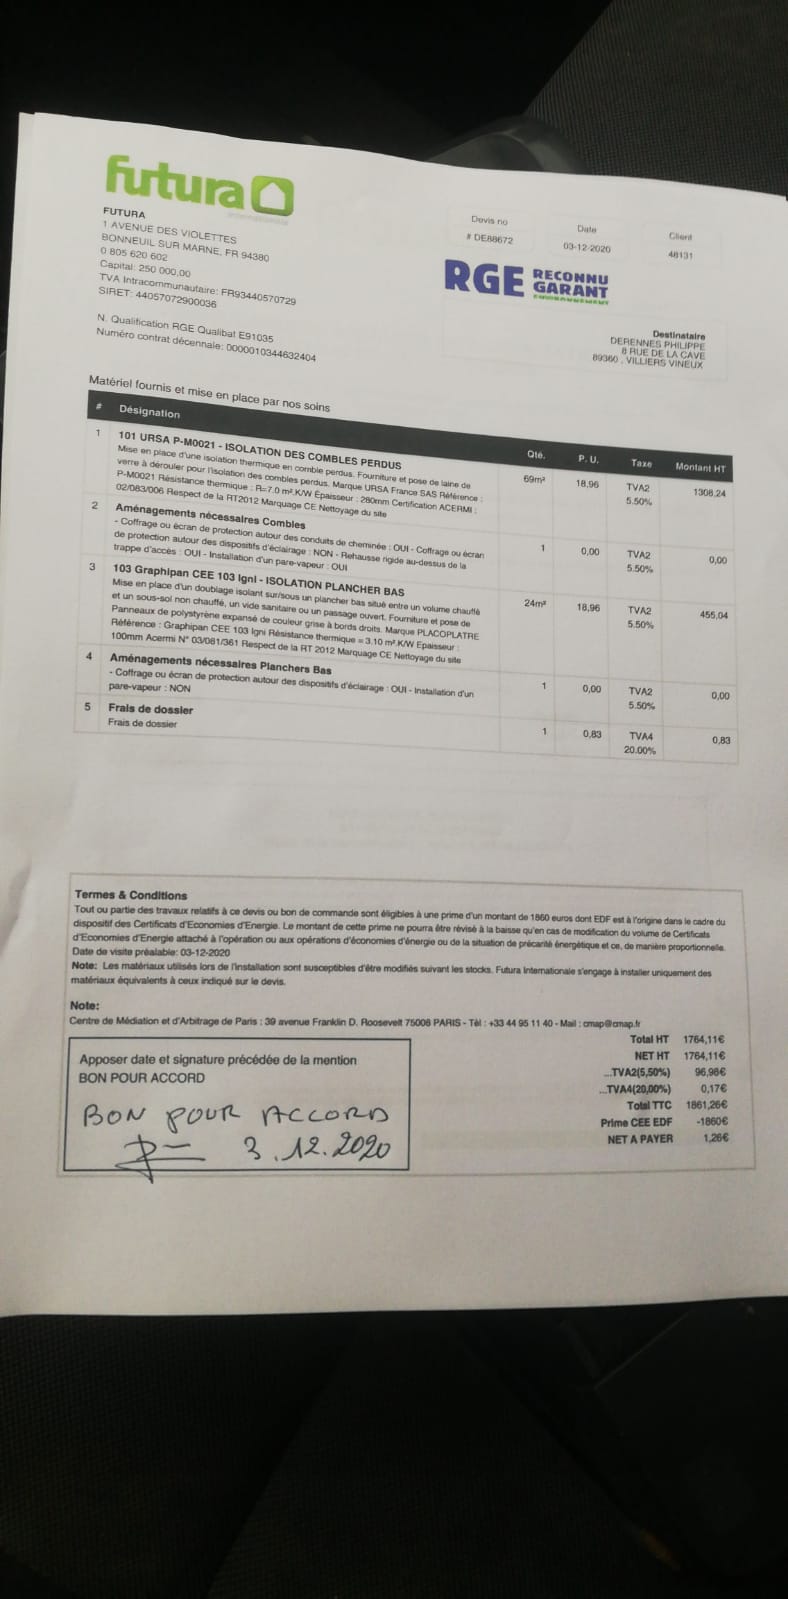 futura
FUTURA
1 AVENUE DES VIOLETTES
BONNEUIL SUR MARNE, FR 94380
0 805 620 602
Capital: 250 000,00
TVA Intracommunautaire: FR93440570729
SIRET: 44057072900036
N. Qualification RGE Qualibat E91035
Numéro contrat décennale: 0000010344632404
Devis no
# DE88672
Date
03-12-2020
Client
48131
RGE RECONNU
GARANT
ENVIRONNEMENT
Destinataire
DERENNES PHILIPPE
8 RUE DE LA CAVE
89360 , VILLIERS VINEUX
Matériel fournis et mise en place par nos soins
# Désignation Qté. P. U. Taxe Montant HT
1 101 URSA P-M0021 - ISOLATION DES COMBLES PERDUS 69m² 18,96 TVA2 1308,24
Mise en place d'une isolation thermique en comble perdus. Fourniture et pose de laine de 5.50%
verre à dérouler pour l'isolation des combles perdus. Marque URSA France SAS Référence :
P-M0021 Résistance thermique : R=7.0 m².K/W Épaisseur : 280mm Certification ACERMI :
02/083/006 Respect de la RT2012 Marquage CE Nettoyage du site
2 Aménagements nécessaires Combles 1 0,00 TVA2 0,00
- Coffrage ou écran de protection autour des conduits de cheminée : OUI - Coffrage ou écran 5.50%
de protection autour des dispositifs d'éclairage : NON - Rehausse rigide au-dessus de la
trappe d'accès : OUI - Installation d'un pare-vapeur : OUI
3 103 Graphipan CEE 103 Igni - ISOLATION PLANCHER BAS 24m² 18,96 TVA2 455,04
Mise en place d'un doublage isolant sur/sous un plancher bas situé entre un volume chauffé 5.50%
et un sous-sol non chauffé, un vide sanitaire ou un passage ouvert. Fourniture et pose de
Panneaux de polystyrène expansé de couleur grise à bords droits. Marque PLACOPLATRE
Référence : Graphipan CEE 103 Igni Résistance thermique = 3,10 m².K/W Epaisseur :
100mm Acermi N° 03/081/361 Respect de la RT 2012 Marquage CE Nettoyage du site
4 Aménagements nécessaires Planchers Bas 1 0,00 TVA2 0,00
- Coffrage ou écran de protection autour des dispositifs d'éclairage : OUI - Installation d'un 5.50%
pare-vapeur : NON
5 Frais de dossier 1 0,83 TVA4 0,83
Frais de dossier 20.00%
Termes & Conditions
Tout ou partie des travaux relatifs à ce devis ou bon de commande sont éligibles à une prime d'un montant de 1860 euros dont EDF est à l'origine dans le cadre du
dispositif des Certificats d'Economies d'Energie. Le montant de cette prime ne pourra être révisé à la baisse qu'en cas de modification du volume de Certificats
d'Economies d'Energie attaché à l'opération ou aux opérations d'économies d'énergie ou de la situation de précarité énergétique et ce, de manière proportionnelle.
Date de visite préalable: 03-12-2020
Note: Les matériaux utilisés lors de l'installation sont susceptibles d'être modifiés suivant les stocks. Futura Internationale s'engage à installer uniquement des
matériaux équivalents à ceux indiqué sur le devis.
Note:
Centre de Médiation et d'Arbitrage de Paris : 39 avenue Franklin D. Roosevelt 75008 PARIS - Tél : +33 44 95 11 40 - Mail : cmap@cmap.fr
Total HT 1764,11€
NET HT 1764,11€
...TVA2(5,50%) 96,98€
...TVA4(20,00%) 0,17€
Total TTC 1861,26€
Prime CEE EDF -1860€
NET A PAYER 1,26€
Apposer date et signature précédée de la mention
BON POUR ACCORD
BON POUR ACCORD
3.12.2020